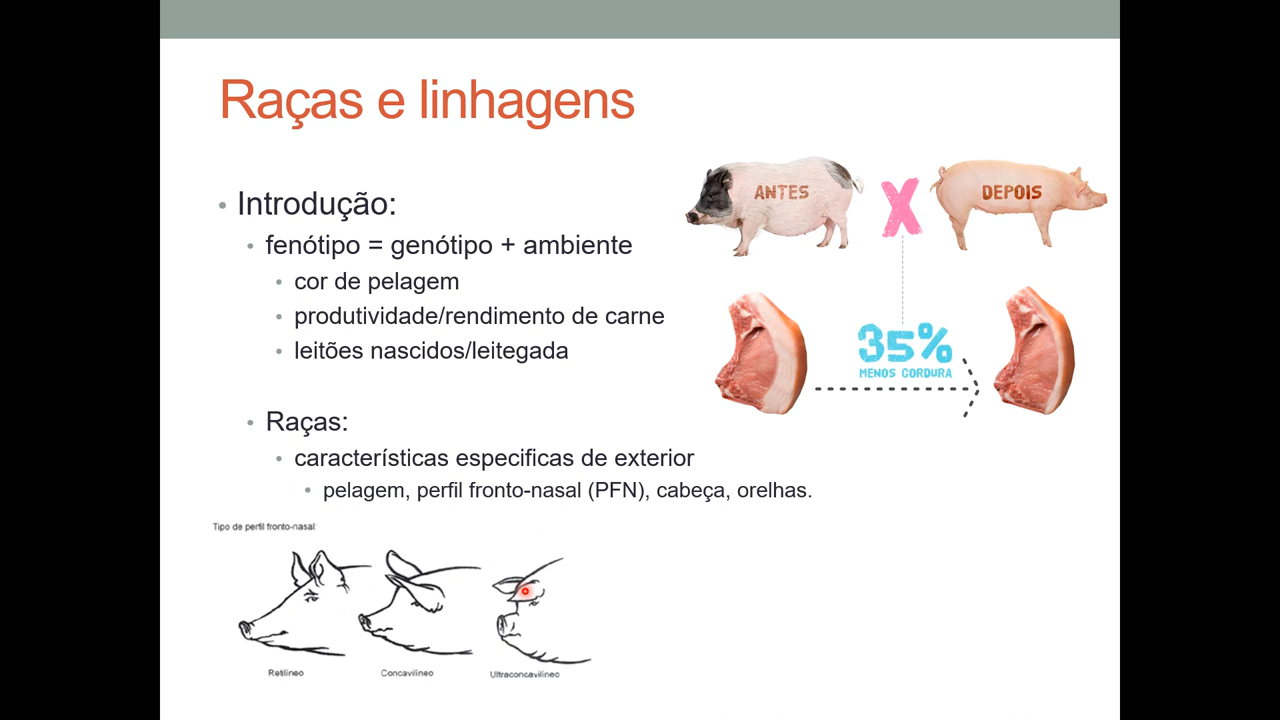 Raças e linhagens
Introdução:
fenótipo = genótipo + ambiente
cor de pelagem
produtividade/rendimento de carne
leitões nascidos/leitegada
ANTES
X
DEPOIS
35%
MENOS GORDURA
Raças:
características especificas de exterior
pelagem, perfil fronto-nasal (PFN), cabeça, orelhas.
Tipo de perfil fronto-nasal:
Retilíneo
Concavilíneo
Ultraconcavilíneo